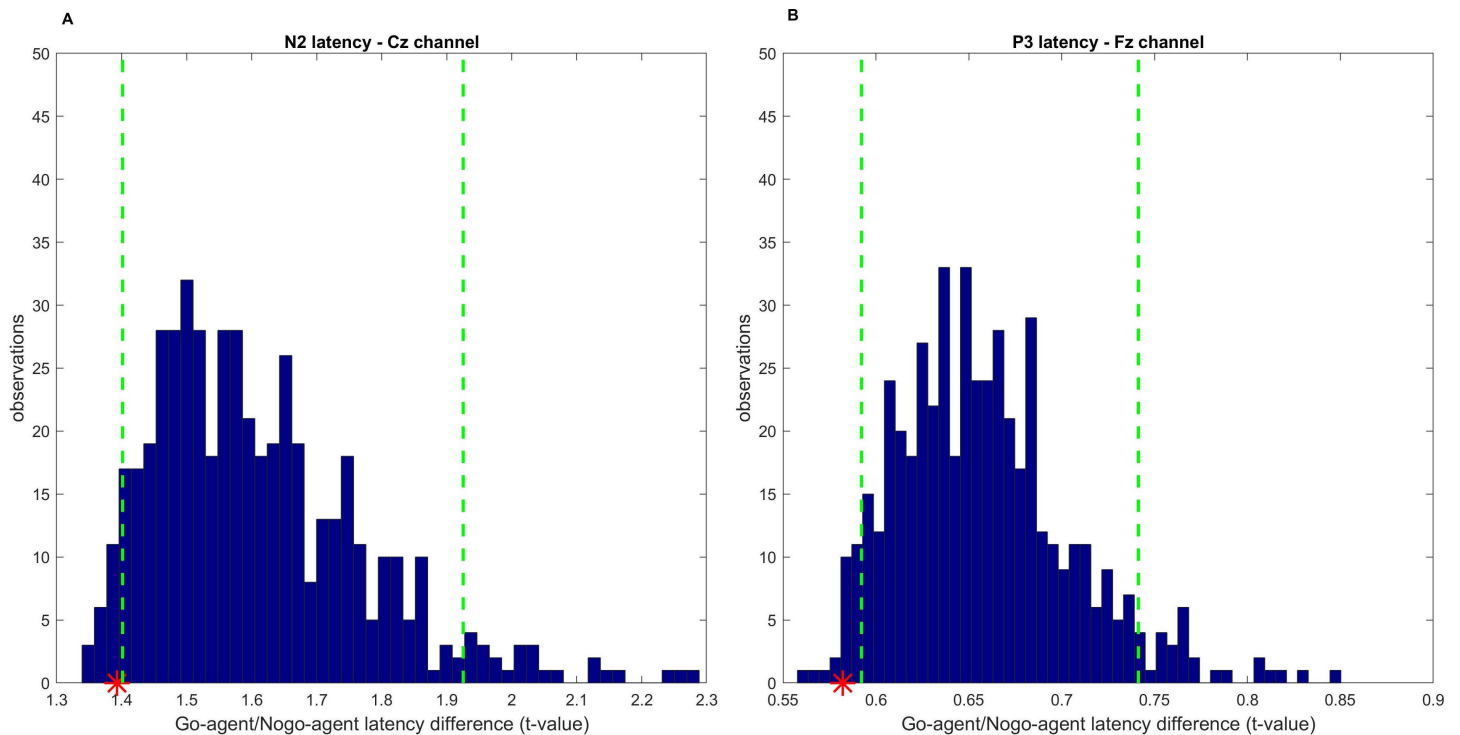 A
N2 latency - Cz channel
50
45
40
35
30
25
20
15
10
5
0
observations
1.3 1.4 1.5 1.6 1.7 1.8 1.9 2 2.1 2.2 2.3
Go-agent/Nogo-agent latency difference (t-value)
B
P3 latency - Fz channel
50
45
40
35
30
25
20
15
10
5
0
observations
0.55 0.6 0.65 0.7 0.75 0.8 0.85 0.9
Go-agent/Nogo-agent latency difference (t-value)